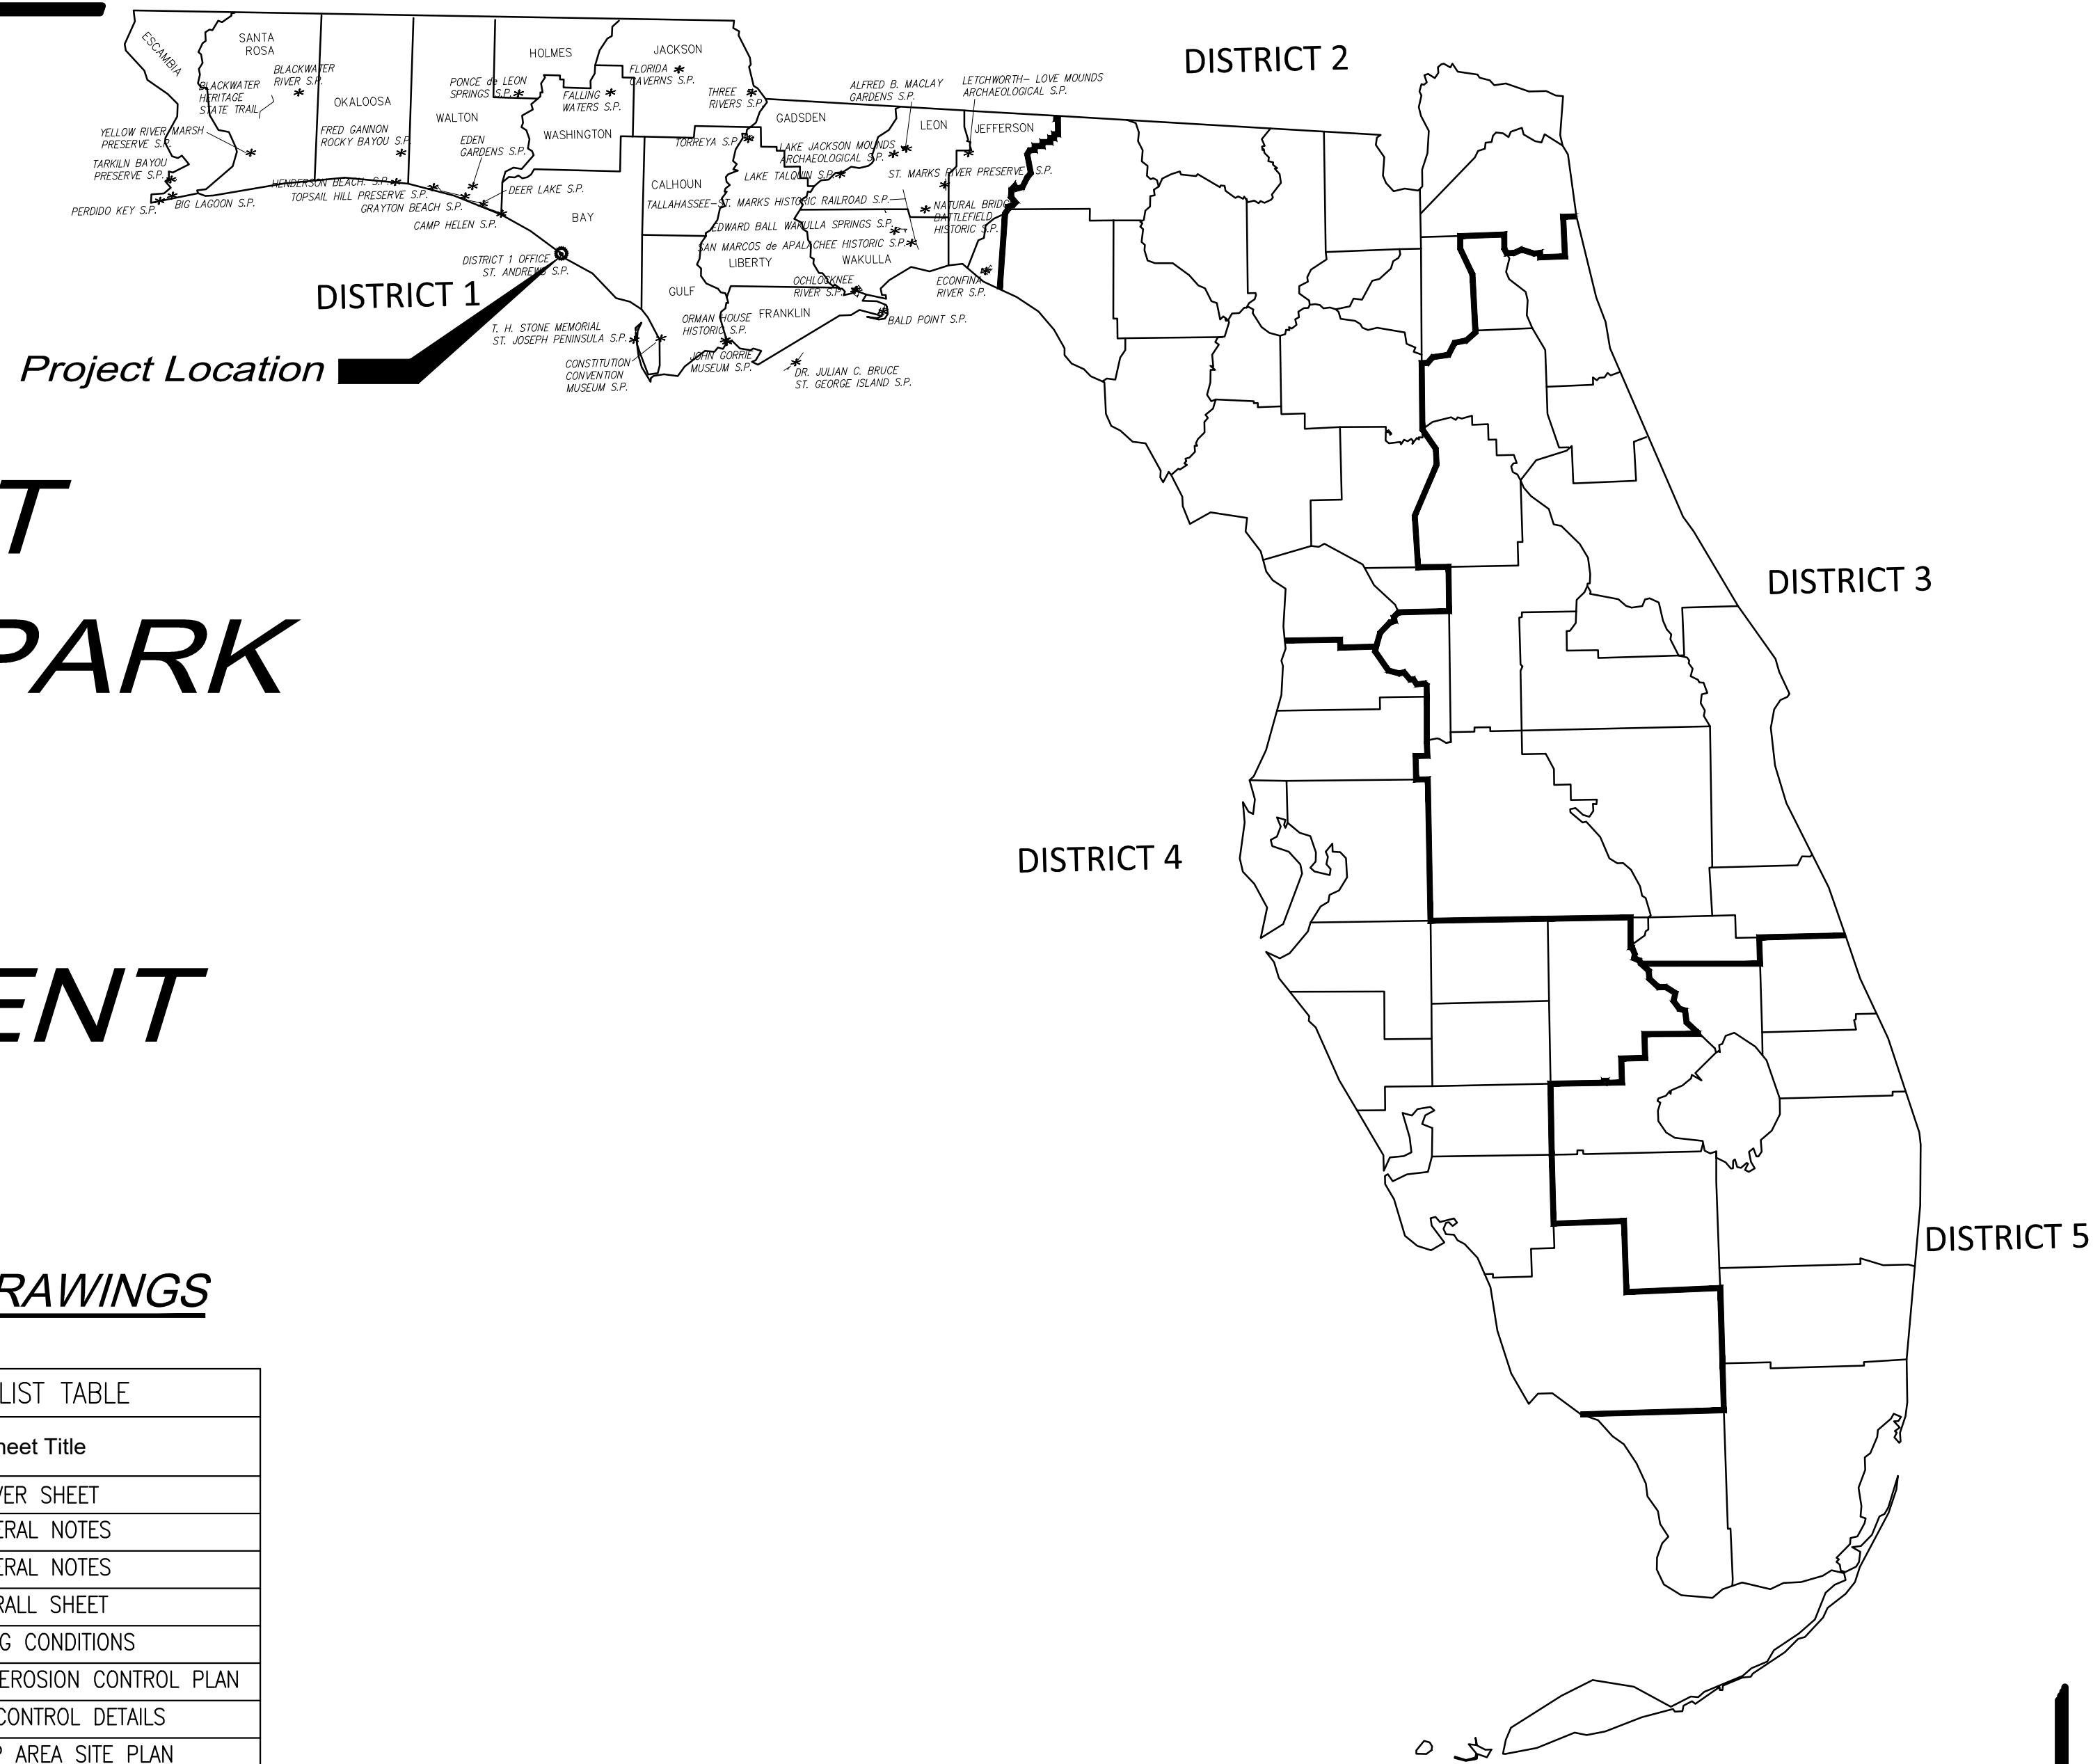 ESCAMBIA
SANTA
ROSA
BLACKWATER
RIVER S.P.
BLACKWATER
HERITAGE
STATE TRAIL
OKALOOSA
WALTON
HOLMES
JACKSON
PONCE de LEON
SPRINGS S.P.
FALLING
WATERS S.P.
FLORIDA
CAVERNS S.P.
THREE
RIVERS S.P.
WASHINGTON
YELLOW RIVER MARSH
PRESERVE S.P.
TARKILN BAYOU
PRESERVE S.P.
PERDIDO KEY S.P.
BIG LAGOON S.P.
FRED GANNON
ROCKY BAYOU S.P.
EDEN
GARDENS S.P.
HENDERSON BEACH. S.P.
TOPSAIL HILL PRESERVE S.P.
GRAYTON BEACH S.P.
DEER LAKE S.P.
CAMP HELEN S.P.
BAY
DISTRICT 1 OFFICE
ST. ANDREWS S.P.
DISTRICT 1
Project Location
GADSDEN
ALFRED B. MACLAY
GARDENS S.P.
LETCHWORTH- LOVE MOUNDS
ARCHAEOLOGICAL S.P.
LEON
JEFFERSON
TORREYA S.P.
LAKE JACKSON MOUNDS
ARCHAEOLOGICAL S.P.
LAKE TALQUIN S.P.
ST. MARKS RIVER PRESERVE S.P.
CALHOUN
TALLAHASSEE-ST. MARKS HISTORIC RAILROAD S.P.
NATURAL BRIDGE
BATTLEFIELD
HISTORIC S.P.
EDWARD BALL WAKULLA SPRINGS S.P.
SAN MARCOS de APALACHEE HISTORIC S.P.
LIBERTY
WAKULLA
OCHLOCKNEE
RIVER S.P.
ECONFINA
RIVER S.P.
GULF
FRANKLIN
BALD POINT S.P.
ORMAN HOUSE
HISTORIC S.P.
T. H. STONE MEMORIAL
ST. JOSEPH PENINSULA S.P.
CONSTITUTION
CONVENTION
MUSEUM S.P.
JOHN GORRIE
MUSEUM S.P.
DR. JULIAN C. BRUCE
ST. GEORGE ISLAND S.P.
DISTRICT 2
DISTRICT 3
DISTRICT 4
DISTRICT 5
T
PARK
ENT
RAWINGS
LIST TABLE
heet Title
VER SHEET
ERAL NOTES
ERAL NOTES
RALL SHEET
G CONDITIONS
EROSION CONTROL PLAN
CONTROL DETAILS
P AREA SITE PLAN